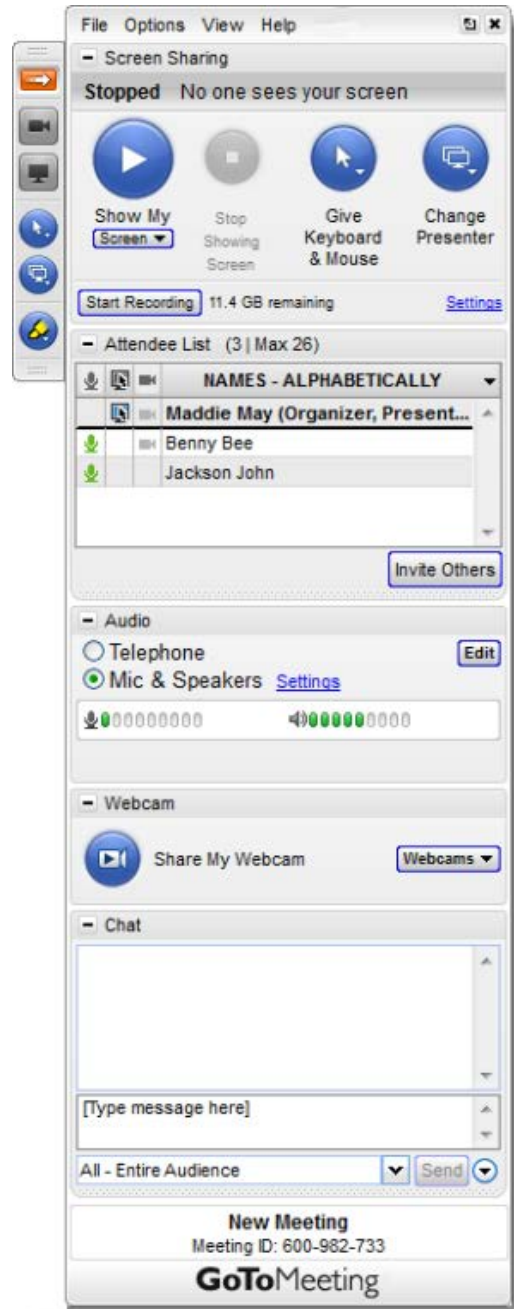 File Options View Help
Screen Sharing
Stopped No one sees your screen
Show My
Screen
Stop
Showing
Screen
Give
Keyboard
& Mouse
Change
Presenter
Start Recording 11.4 GB remaining Settings
Attendee List (3 | Max 26)
NAMES - ALPHABETICALLY
Maddie May (Organizer, Present...
Benny Bee
Jackson John
Invite Others
Audio
Telephone Edit
Mic & Speakers Settings
Webcam
Share My Webcam Webcams
Chat
[Type message here]
All - Entire Audience Send
New Meeting
Meeting ID: 600-982-733
GoToMeeting